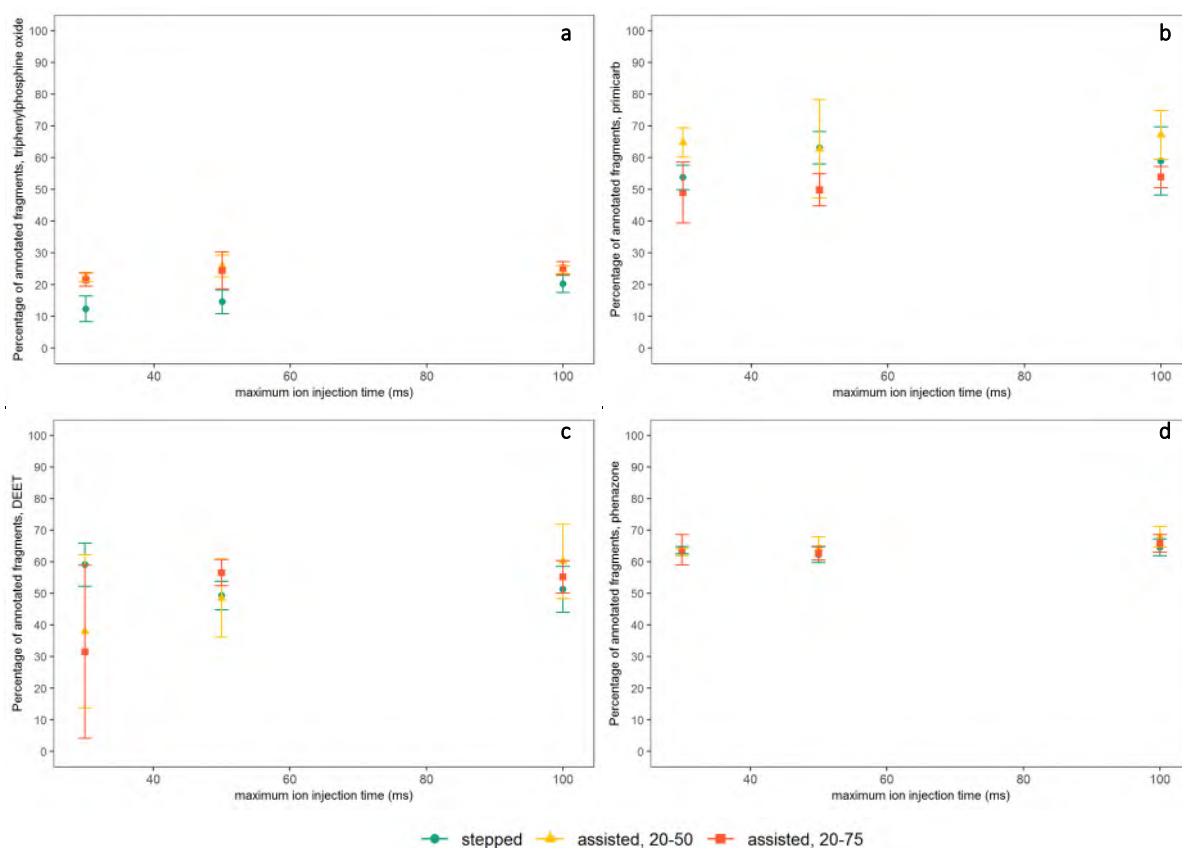 a
Percentage of annotated fragments, triphenylphosphine oxide
100
90
80
70
60
50
40
30
20
10
0
40 60 80 100
maximum ion injection time (ms)
b
Percentage of annotated fragments, primicarb
100
90
80
70
60
50
40
30
20
10
0
40 60 80 100
maximum ion injection time (ms)
c
Percentage of annotated fragments, DEET
100
90
80
70
60
50
40
30
20
10
0
40 60 80 100
maximum ion injection time (ms)
d
Percentage of annotated fragments, phenazone
100
90
80
70
60
50
40
30
20
10
0
40 60 80 100
maximum ion injection time (ms)
stepped assisted, 20-50 assisted, 20-75